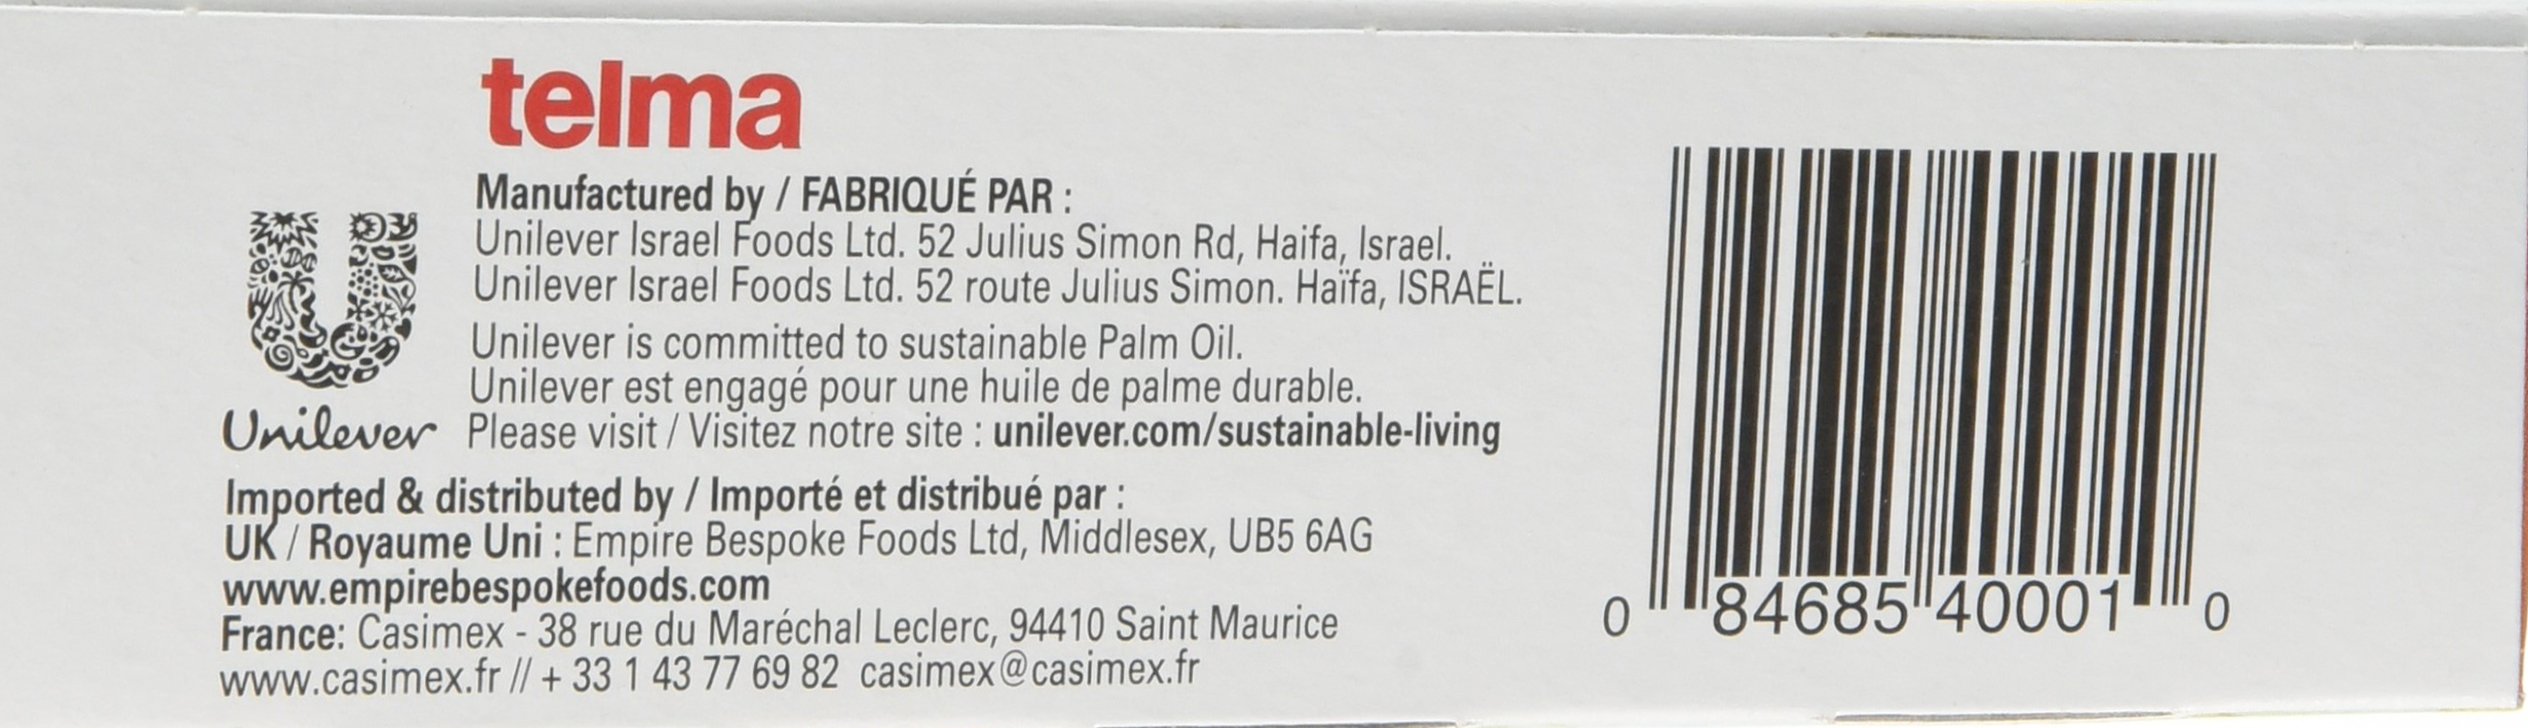 telma
Manufactured by / FABRIQUÉ PAR :
Unilever Israel Foods Ltd. 52 Julius Simon Rd, Haifa, Israel.
Unilever Israel Foods Ltd. 52 route Julius Simon. Haïfa, ISRAËL.
Unilever is committed to sustainable Palm Oil.
Unilever est engagé pour une huile de palme durable.
Please visit / Visitez notre site : unilever.com/sustainable-living
Unilever
Imported & distributed by / Importé et distribué par :
UK / Royaume Uni : Empire Bespoke Foods Ltd, Middlesex, UB5 6AG
www.empirebespokefoods.com
France: Casimex - 38 rue du Maréchal Leclerc, 94410 Saint Maurice
www.casimex.fr // + 33 1 43 77 69 82 casimex@casimex.fr
0 84685 40001 0